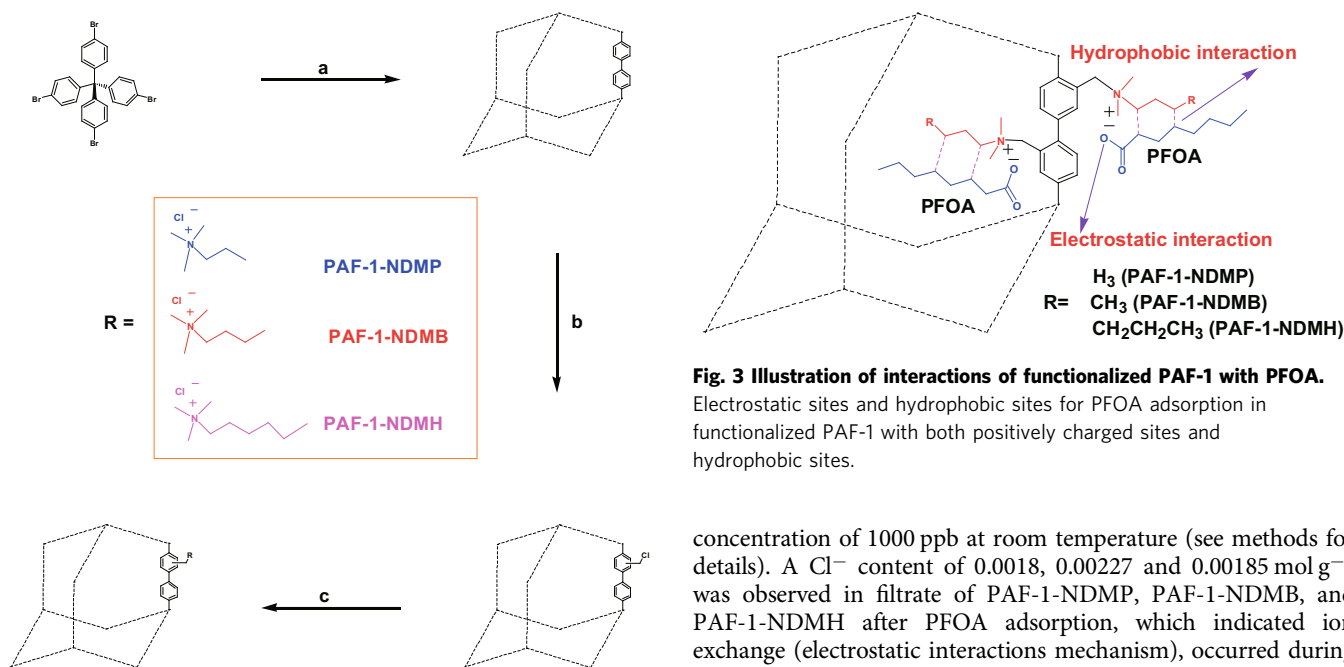 Br
Br
Br
Br
a
R =
Cl −
+
N
PAF-1-NDMP
Cl −
+
N
PAF-1-NDMB
Cl −
+
N
PAF-1-NDMH
b
R
c
Cl
Hydrophobic interaction
N
R
+
−
O
O
PFOA
R
N
+
−
O
O
PFOA
Electrostatic interaction
H3 (PAF-1-NDMP)
R= CH3 (PAF-1-NDMB)
CH2CH2CH3 (PAF-1-NDMH)
Fig. 3 Illustration of interactions of functionalized PAF-1 with PFOA.
Electrostatic sites and hydrophobic sites for PFOA adsorption in
functionalized PAF-1 with both positively charged sites and
hydrophobic sites.
concentration of 1000 ppb at room temperature (see methods fo
details). A Cl− content of 0.0018, 0.00227 and 0.00185 mol g−
was observed in filtrate of PAF-1-NDMP, PAF-1-NDMB, and
PAF-1-NDMH after PFOA adsorption, which indicated ion
exchange (electrostatic interactions mechanism), occurred durin